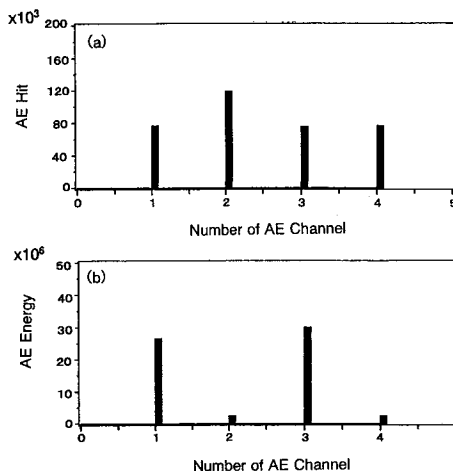 x10³
200
(a)
160
120
80
40
0
AE Hit
0 1 2 3 4 5
Number of AE Channel
x10⁶
50
(b)
40
30
20
10
0
AE Energy
0 1 2 3 4
Number of AE Channel